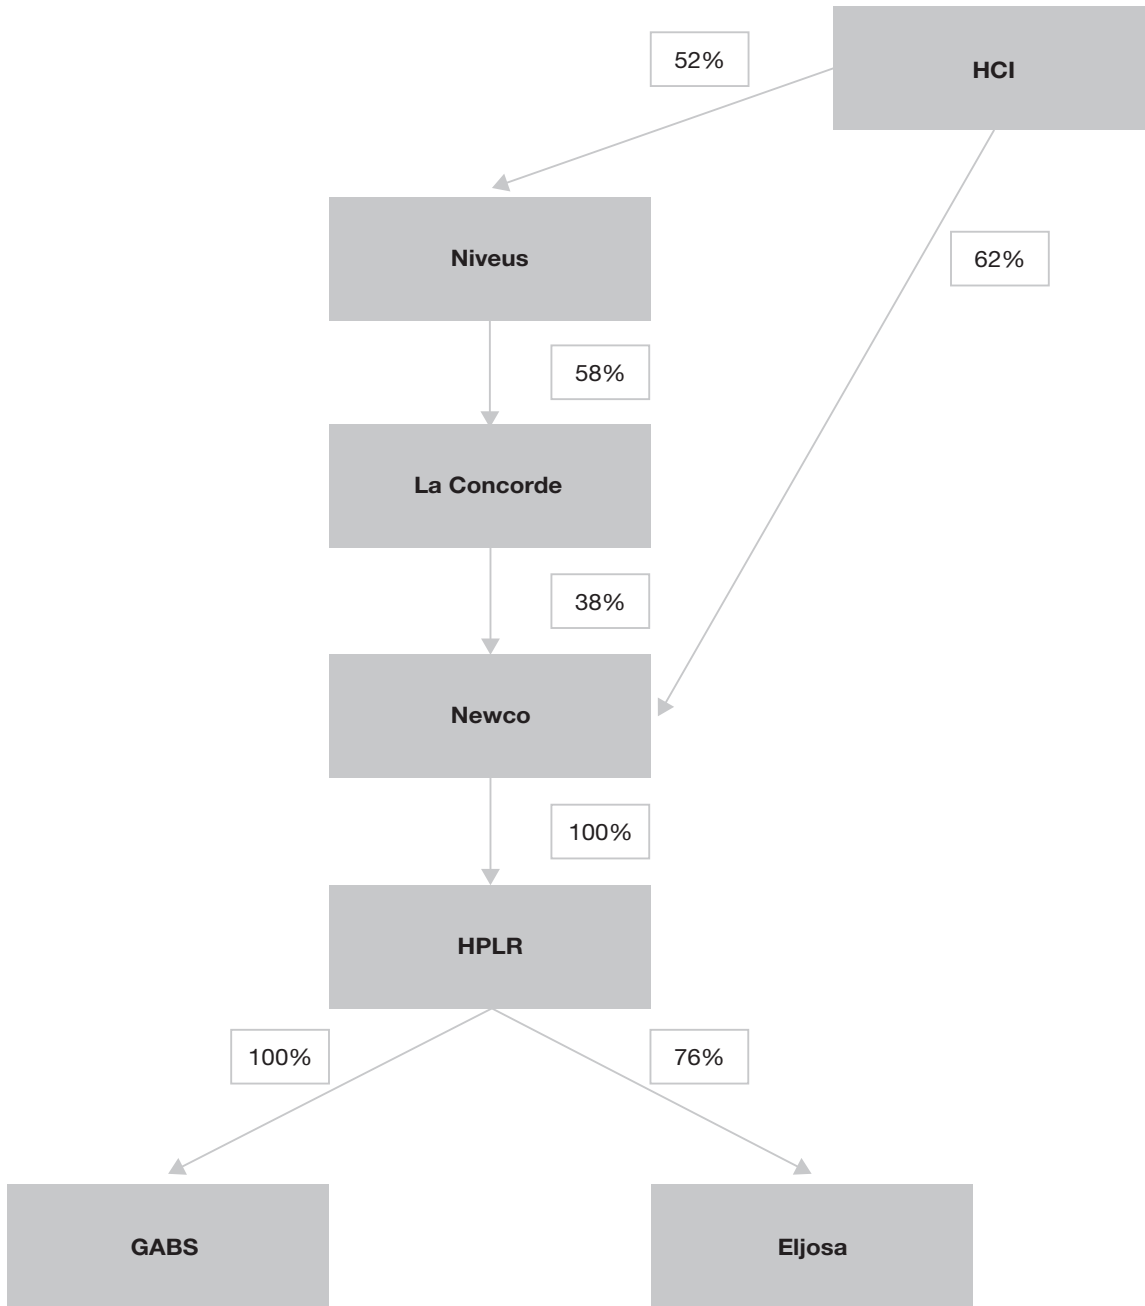 HCI
52%
Niveus
62%
58%
La Concorde
38%
Newco
100%
HPLR
100%
76%
GABS
Eljosa